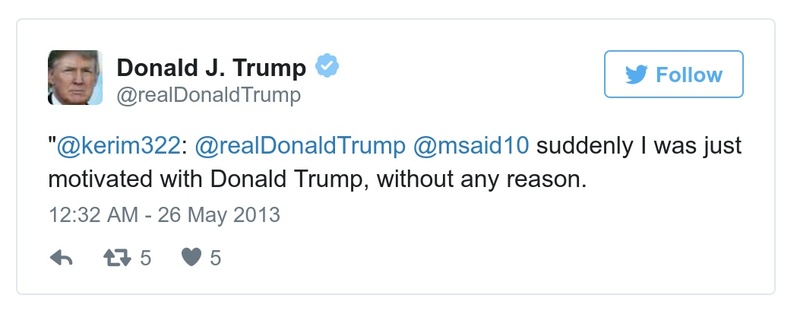 Donald J. Trump
@realDonaldTrump
Follow
"@kerim322: @realDonaldTrump @msaid10 suddenly I was just
motivated with Donald Trump, without any reason.
12:32 AM - 26 May 2013
5 5